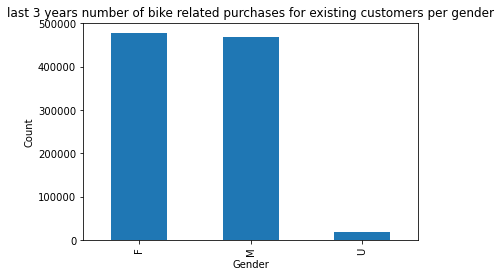 last 3 years number of bike related purchases for existing customers per gender
500000
400000
300000
200000
100000
0
Count
F
M
U
Gender